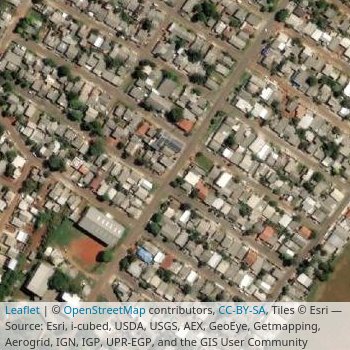 Leaflet | © OpenStreetMap contributors, CC-BY-SA, Tiles © Esri —
Source: Esri, i-cubed, USDA, USGS, AEX, GeoEye, Getmapping,
Aerogrid, IGN, IGP, UPR-EGP, and the GIS User Community